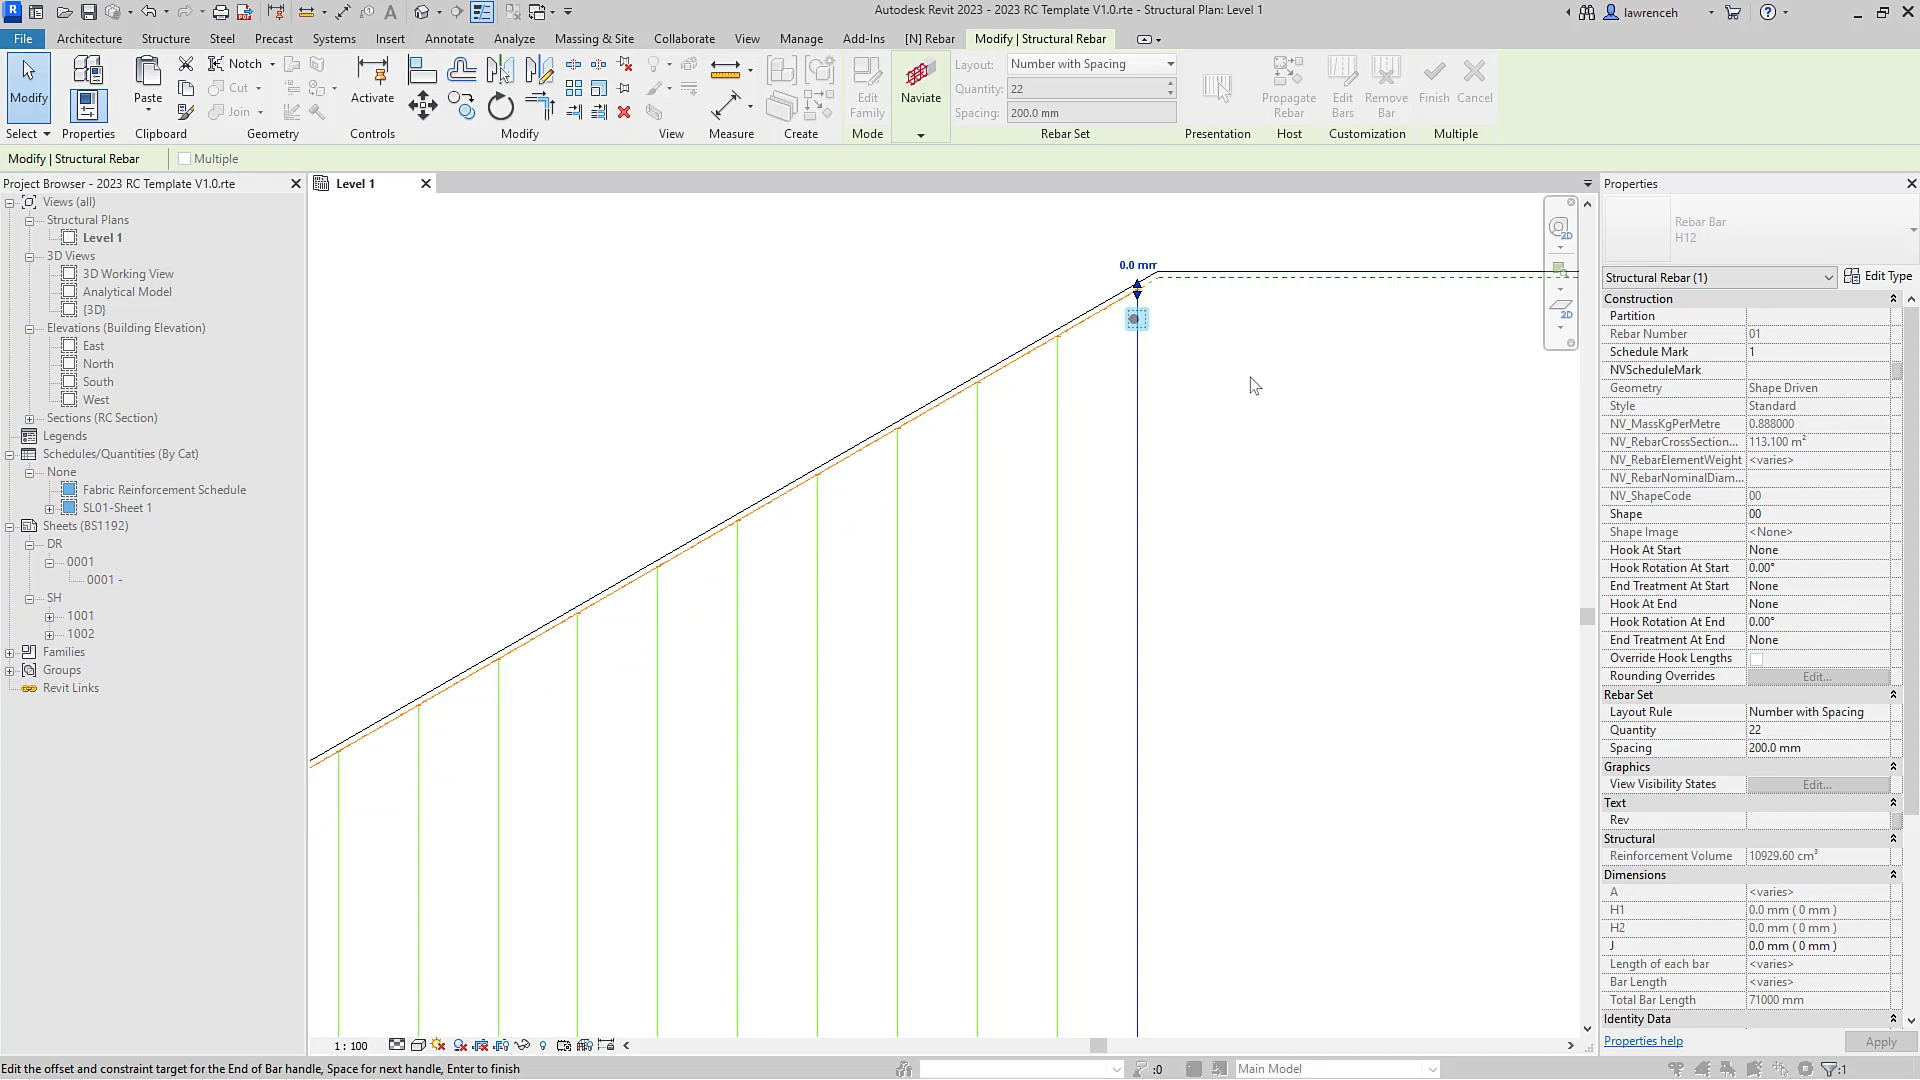 Autodesk Revit 2023 - 2023 RC Template V1.0.rte - Structural Plan: Level 1
lawrenceh
File Architecture Structure Steel Precast Systems Insert Annotate Analyze Massing & Site Collaborate View Manage Add-Ins [N] Rebar Modify | Structural Rebar
Modify
Select
Properties
Paste
Clipboard
Notch
Cut
Join
Geometry
Activate
Controls
Modify
View
Measure
Create
Edit
Family
Mode
Naviate
Layout: Number with Spacing
Quantity: 22
Spacing: 200.0 mm
Rebar Set
Presentation
Propagate
Rebar
Host
Edit
Bars
Remove
Bar
Customization
Finish
Cancel
Multiple
Modify | Structural Rebar
Multiple
Project Browser - 2023 RC Template V1.0.rte
Views (all)
Structural Plans
Level 1
3D Views
3D Working View
Analytical Model
{3D}
Elevations (Building Elevation)
East
North
South
West
Sections (RC Section)
Legends
Schedules/Quantities (By Cat)
None
Fabric Reinforcement Schedule
SL01-Sheet 1
Sheets (BS1192)
DR
0001
0001 -
SH
1001
1002
Families
Groups
Revit Links
Level 1
0.0 mm
2D
2D
1 : 100
Properties
Rebar Bar
H12
Structural Rebar (1)
Edit Type
Construction
Partition
Rebar Number 01
Schedule Mark 1
NVScheduleMark
Geometry Shape Driven
Style Standard
NV_MassKgPerMetre 0.888000
NV_RebarCrossSection... 113.100 m²
NV_RebarElementWeight <varies>
NV_RebarNominalDiam...
NV_ShapeCode 00
Shape 00
Shape Image <None>
Hook At Start None
Hook Rotation At Start 0.00°
End Treatment At Start None
Hook At End None
Hook Rotation At End 0.00°
End Treatment At End None
Override Hook Lengths
Rounding Overrides Edit...
Rebar Set
Layout Rule Number with Spacing
Quantity 22
Spacing 200.0 mm
Graphics
View Visibility States Edit...
Text
Rev
Structural
Reinforcement Volume 10929.60 cm³
Dimensions
A <varies>
H1 0.0 mm ( 0 mm )
H2 0.0 mm ( 0 mm )
J 0.0 mm ( 0 mm )
Length of each bar <varies>
Bar Length <varies>
Total Bar Length 71000 mm
Identity Data
Properties help
Apply
Edit the offset and constraint target for the End of Bar handle, Space for next handle, Enter to finish
:0
Main Model
:1